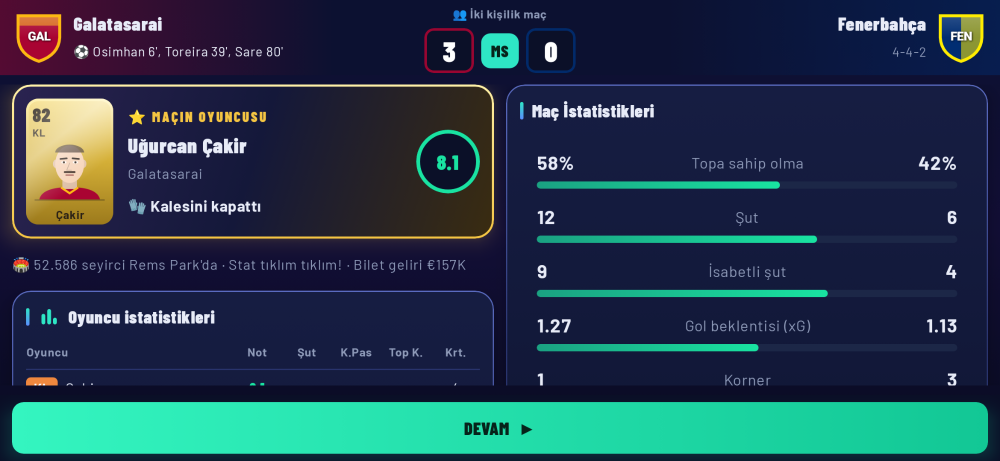 GAL
Galatasarai
⚽ Osimhan 6', Toreira 39', Sare 80'
👥 İki kişilik maç
3 MS 0
Fenerbahça
4-4-2
FEN
82
KL
Çakir
⭐ MAÇIN OYUNCUSU
Uğurcan Çakir
Galatasarai
🧤 Kalesini kapattı
8.1
🏟️ 52.586 seyirci Rems Park'da · Stat tıklım tıklım! · Bilet geliri €157K
Oyuncu istatistikleri
Oyuncu Not Şut K.Pas Top K. Krt.
Maç İstatistikleri
58% Topa sahip olma 42%
12 Şut 6
9 İsabetli şut 4
1.27 Gol beklentisi (xG) 1.13
1 Korner 3
DEVAM ►